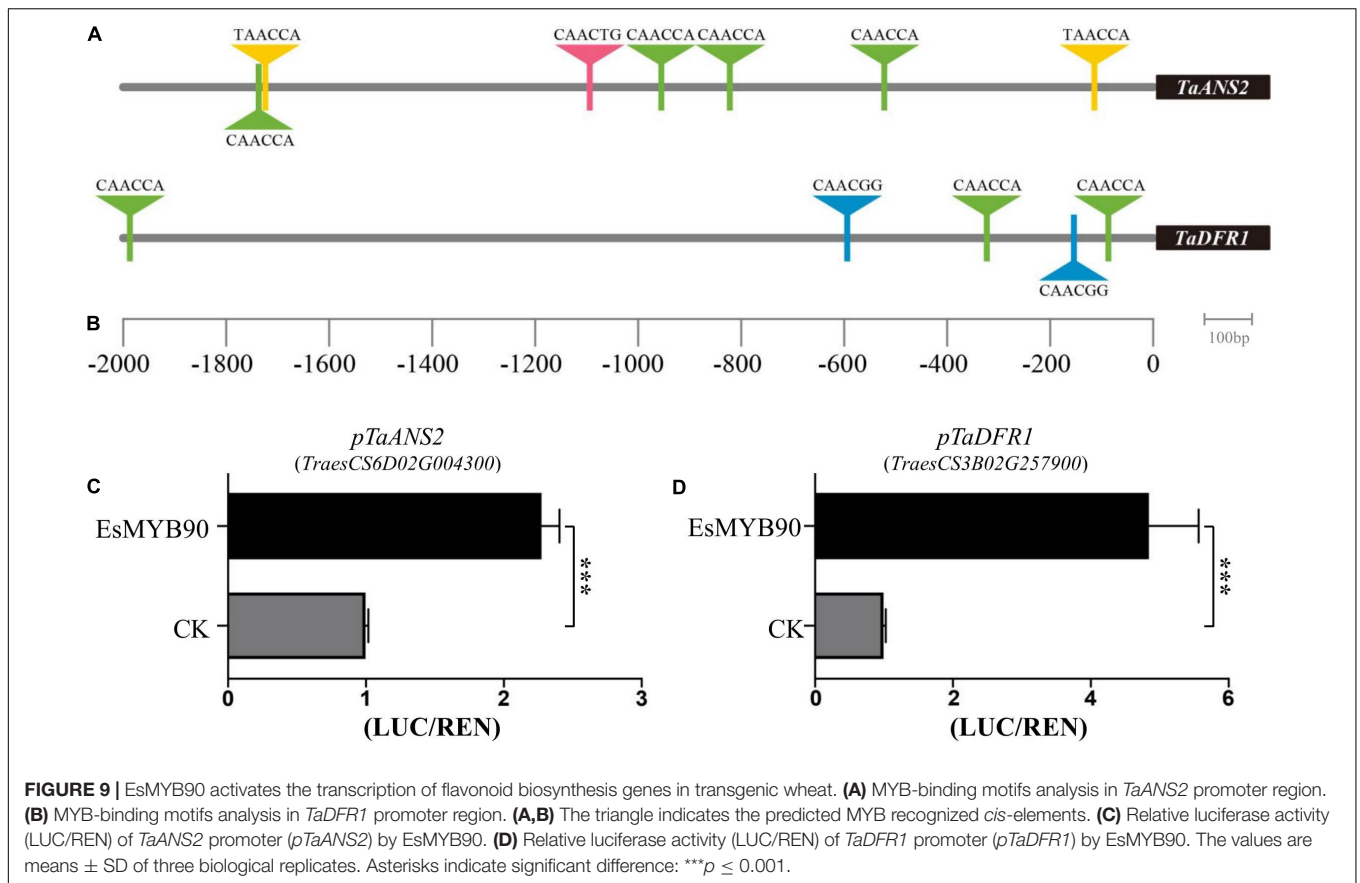 A
TAACCA
CAACTG CAACCA CAACCA
CAACCA
TAACCA
TaANS2
CAACCA
CAACCA
CAACGG
CAACCA
CAACCA
TaDFR1
CAACGG
B
-2000 -1800 -1600 -1400 -1200 -1000 -800 -600 -400 -200 0
100bp
pTaANS2
(TraesCS6D02G004300)
C
EsMYB90
CK
***
0 1 2 3
(LUC/REN)
pTaDFR1
(TraesCS3B02G257900)
D
EsMYB90
CK
***
0 2 4 6
(LUC/REN)
FIGURE 9 | EsMYB90 activates the transcription of flavonoid biosynthesis genes in transgenic wheat. (A) MYB-binding motifs analysis in TaANS2 promoter region.
(B) MYB-binding motifs analysis in TaDFR1 promoter region. (A,B) The triangle indicates the predicted MYB recognized cis-elements. (C) Relative luciferase activity
(LUC/REN) of TaANS2 promoter (pTaANS2) by EsMYB90. (D) Relative luciferase activity (LUC/REN) of TaDFR1 promoter (pTaDFR1) by EsMYB90. The values are
means ± SD of three biological replicates. Asterisks indicate significant difference: ***p ≤ 0.001.